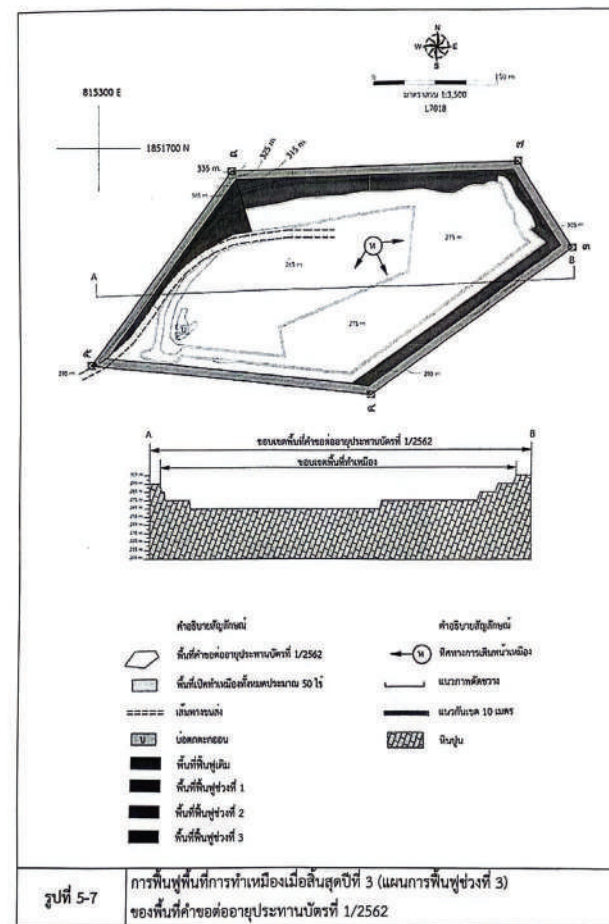 N
W E
S
0 150 m
มาตราส่วน 1:3,500
L7018
815300 E
1851700 N
335 m.
325 m
315 m
305 m
275 m
265 m
275 m
210 m
210 m
A
B
ห
A B
ขอบเขตพื้นที่คำขอต่ออายุประทานบัตรที่ 1/2562
ขอบเขตพื้นที่ทำเหมือง
คำอธิบายสัญลักษณ์
พื้นที่คำขอต่ออายุประทานบัตรที่ 1/2562
พื้นที่เปิดทำเหมืองทั้งหมดประมาณ 50 ไร่
เส้นทางขนส่ง
บ บ่อดักตะกอน
พื้นที่ฟื้นฟูเดิม
พื้นที่ฟื้นฟูช่วงที่ 1
พื้นที่ฟื้นฟูช่วงที่ 2
พื้นที่ฟื้นฟูช่วงที่ 3
คำอธิบายสัญลักษณ์
ห ทิศทางการเดินหน้าเหมือง
แนวภาพตัดขวาง
แนวกันเขต 10 เมตร
หินปูน
รูปที่ 5-7
การฟื้นฟูพื้นที่การทำเหมืองเมื่อสิ้นสุดปีที่ 3 (แผนการฟื้นฟูช่วงที่ 3)
ของพื้นที่คำขอต่ออายุประทานบัตรที่ 1/2562